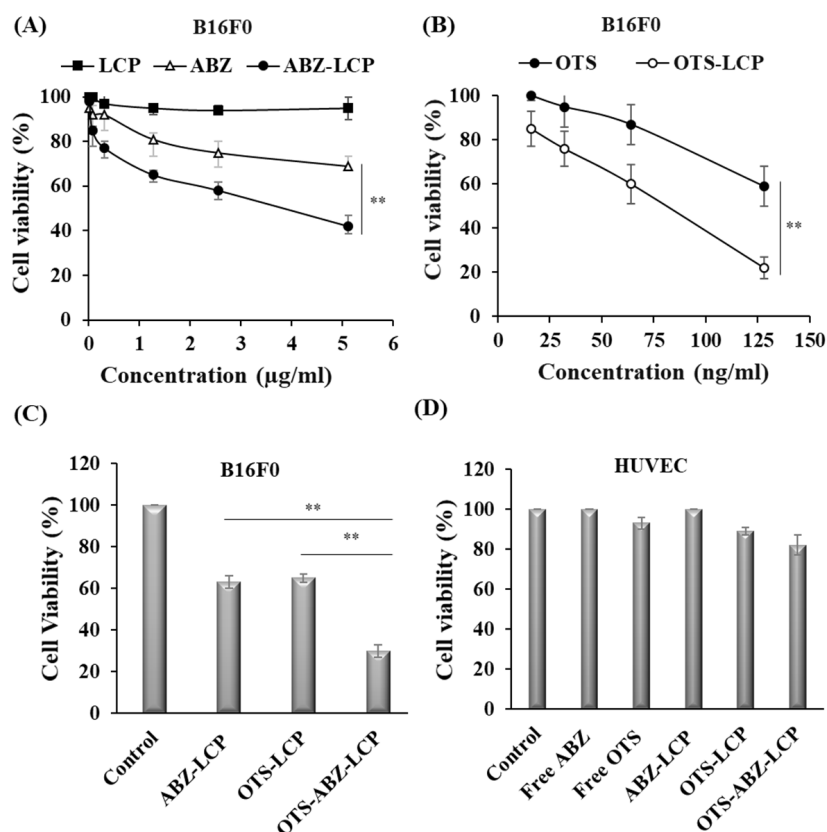 (A)
B16F0
LCP ABZ ABZ-LCP
100
80
60
40
20
0
Cell viability (%)
**
0 1 2 3 4 5 6
Concentration (µg/ml)
(B)
B16F0
OTS OTS-LCP
100
80
60
40
20
0
Cell viability (%)
**
0 25 50 75 100 125 150
Concentration (ng/ml)
(C)
B16F0
120
100
80
60
40
20
0
Cell Viability (%)
**
**
Control
ABZ-LCP
OTS-LCP
OTS-ABZ-LCP
(D)
HUVEC
120
100
80
60
40
20
0
Cell viability (%)
Control
Free ABZ
Free OTS
ABZ-LCP
OTS-LCP
OTS-ABZ-LCP